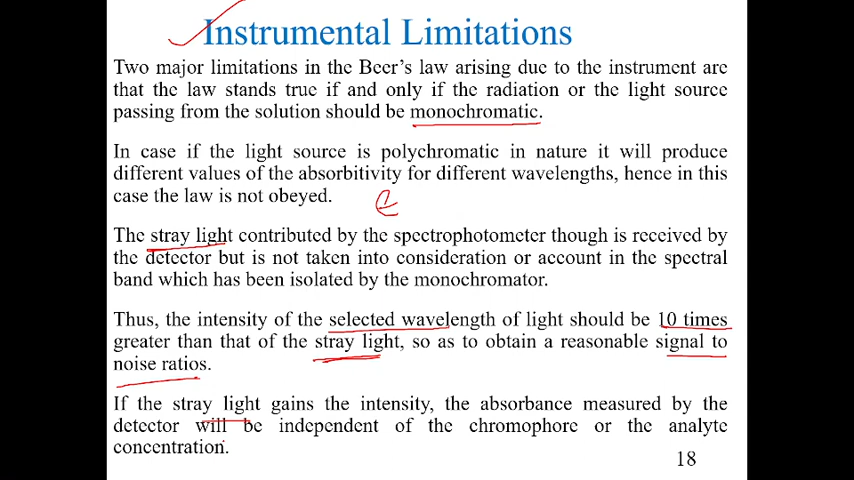 Instrumental Limitations
Two major limitations in the Beer's law arising due to the instrument are
that the law stands true if and only if the radiation or the light source
passing from the solution should be monochromatic.
In case if the light source is polychromatic in nature it will produce
different values of the absorbitivity for different wavelengths, hence in this
case the law is not obeyed.
The stray light contributed by the spectrophotometer though is received by
the detector but is not taken into consideration or account in the spectral
band which has been isolated by the monochromator.
Thus, the intensity of the selected wavelength of light should be 10 times
greater than that of the stray light, so as to obtain a reasonable signal to
noise ratios.
If the stray light gains the intensity, the absorbance measured by the
detector will be independent of the chromophore or the analyte
concentration.
18